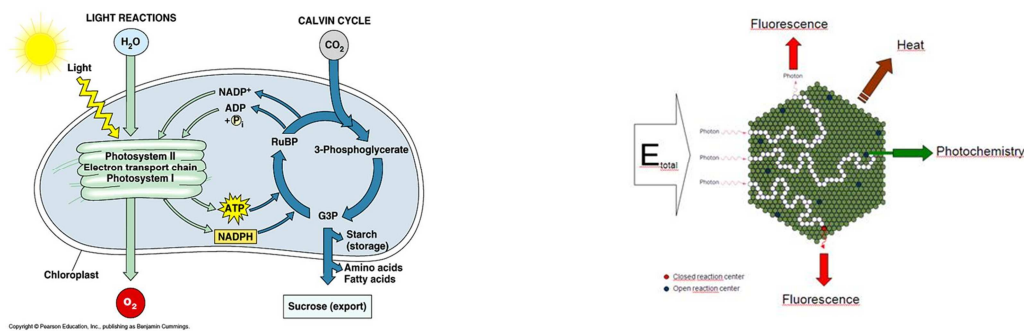 LIGHT REACTIONS
CALVIN CYCLE
H2O
CO2
Light
NADP+
ADP
+ Pi
RuBP
3-Phosphoglycerate
Photosystem II
Electron transport chain
Photosystem I
ATP
NADPH
G3P
Starch
(storage)
Amino acids
Fatty acids
Chloroplast
O2
Sucrose (export)
Copyright © Pearson Education, Inc., publishing as Benjamin Cummings.
Fluorescence
Heat
Photon
Photon
Photon
Photon
E total
Photochemistry
Closed reaction center
Open reaction center
Fluorescence